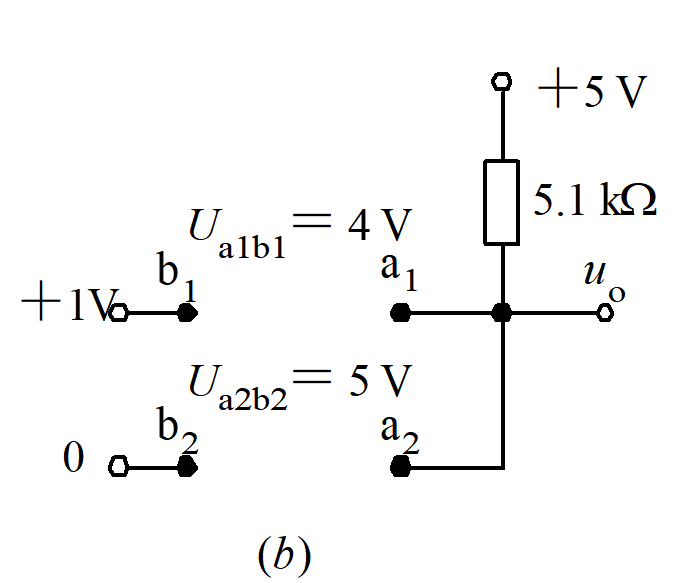 +5 V
5.1 kΩ
U_a1b1 = 4 V
b_1
a_1
u_o
+1V
U_a2b2 = 5 V
b_2
a_2
0
(b)